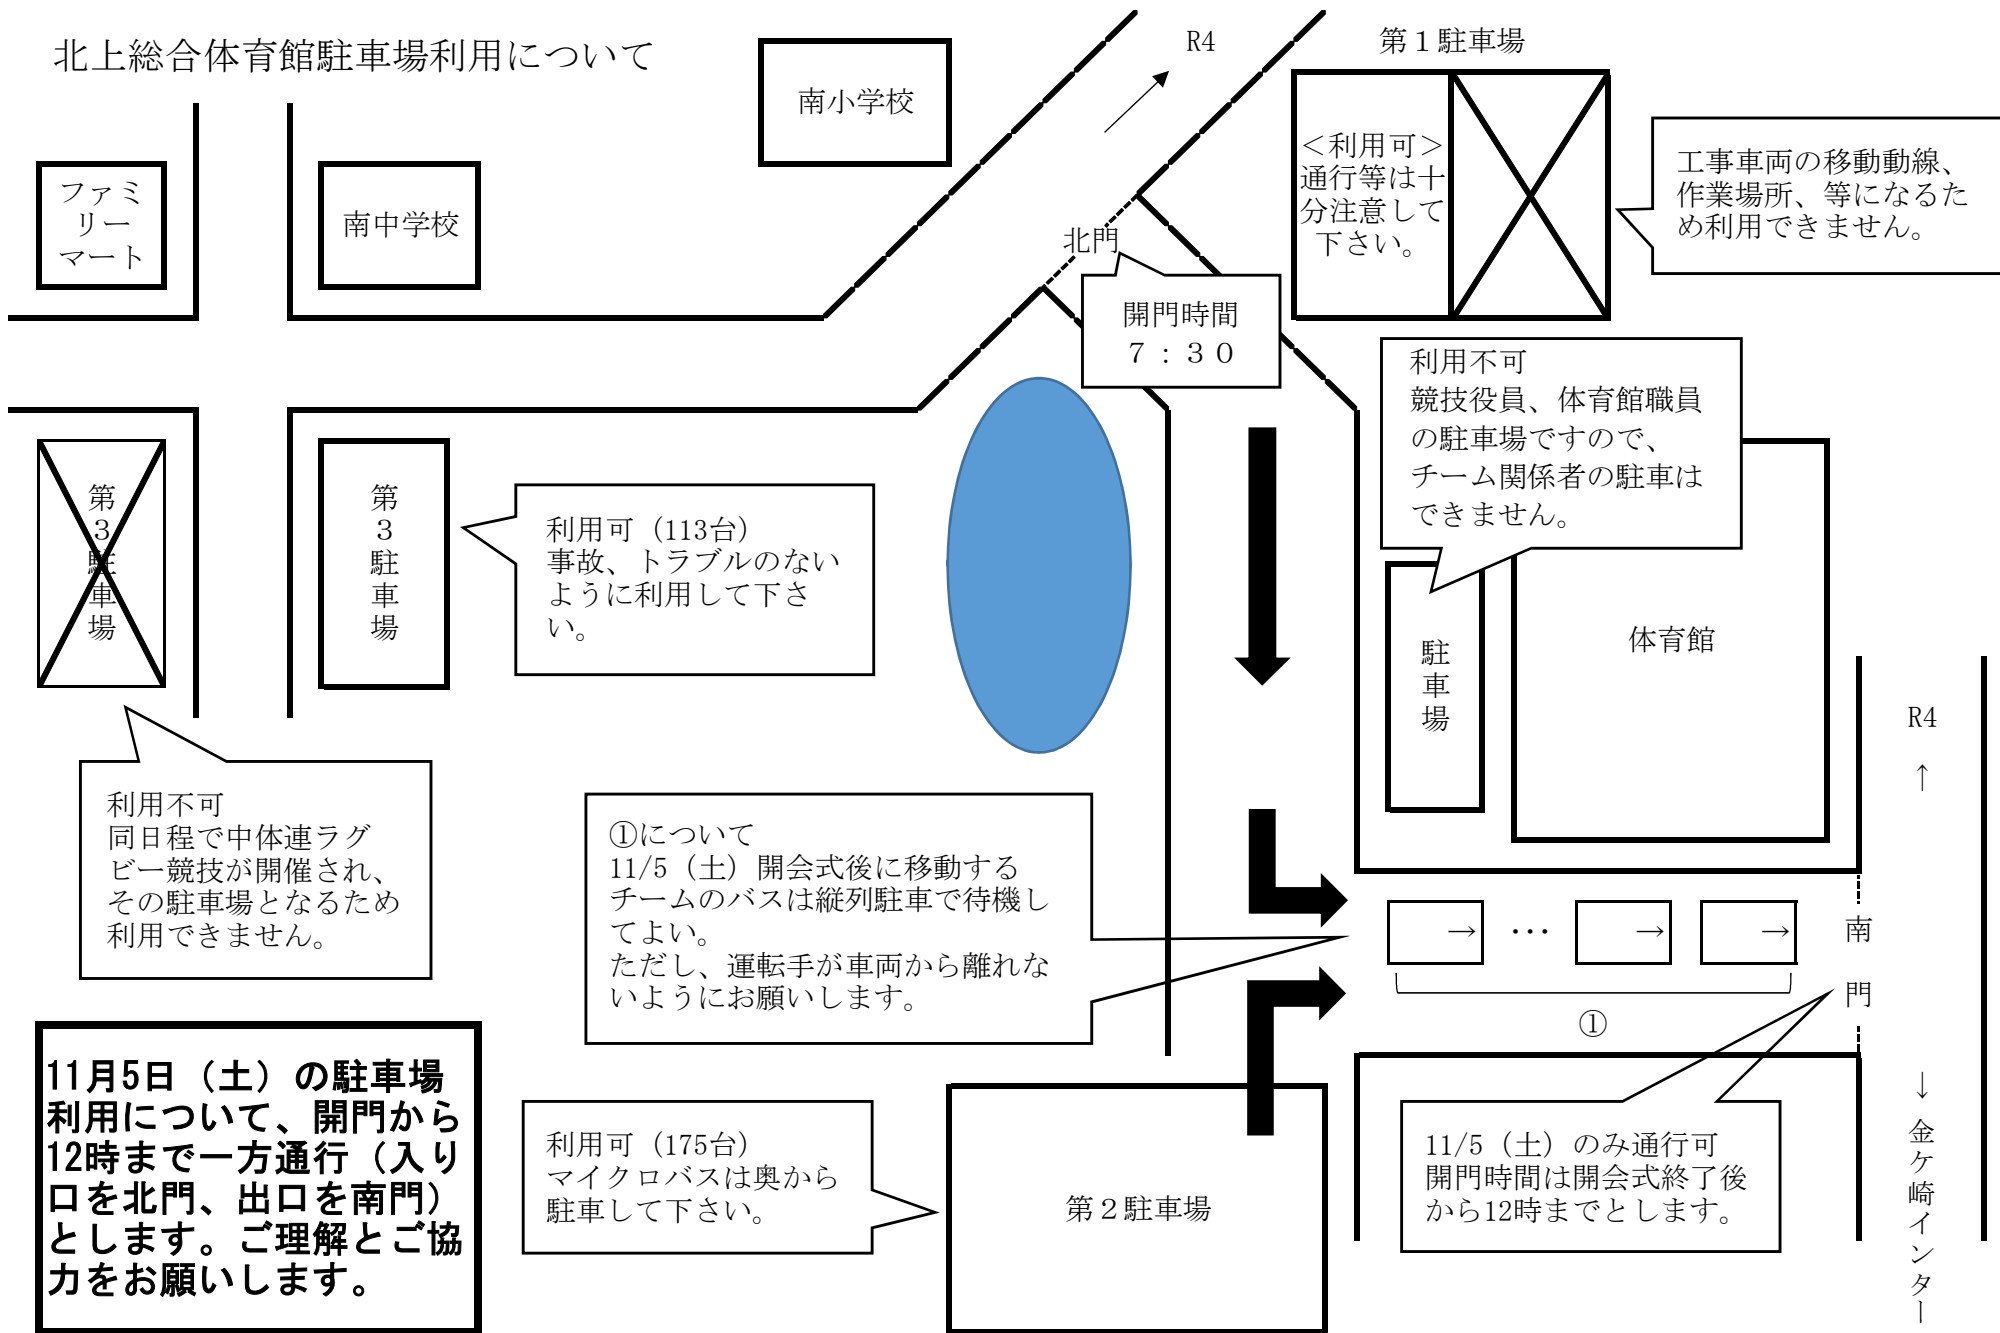 北上総合体育館駐車場利用について
南小学校
R4
第１駐車場
＜利用可＞
通行等は十
分注意して
下さい。
工事車両の移動動線、
作業場所、等になるた
め利用できません。
ファミ
リー
マート
南中学校
北門
開門時間
７：３０
利用不可
競技役員、体育館職員
の駐車場ですので、
チーム関係者の駐車は
できません。
第３駐車場
第３駐車場
利用可（113台）
事故、トラブルのない
ように利用して下さ
い。
駐車場
体育館
R4
↑
利用不可
同日程で中体連ラグ
ビー競技が開催され、
その駐車場となるため
利用できません。
①について
11/5（土）開会式後に移動する
チームのバスは縦列駐車で待機し
てよい。
ただし、運転手が車両から離れな
いようにお願いします。
→ ・・・ → →
南門
①
11月5日（土）の駐車場
利用について、開門から
12時まで一方通行（入り
口を北門、出口を南門）
とします。ご理解とご協
力をお願いします。
利用可（175台）
マイクロバスは奥から
駐車して下さい。
第２駐車場
11/5（土）のみ通行可
開門時間は開会式終了後
から12時までとします。
↓金ケ崎インター